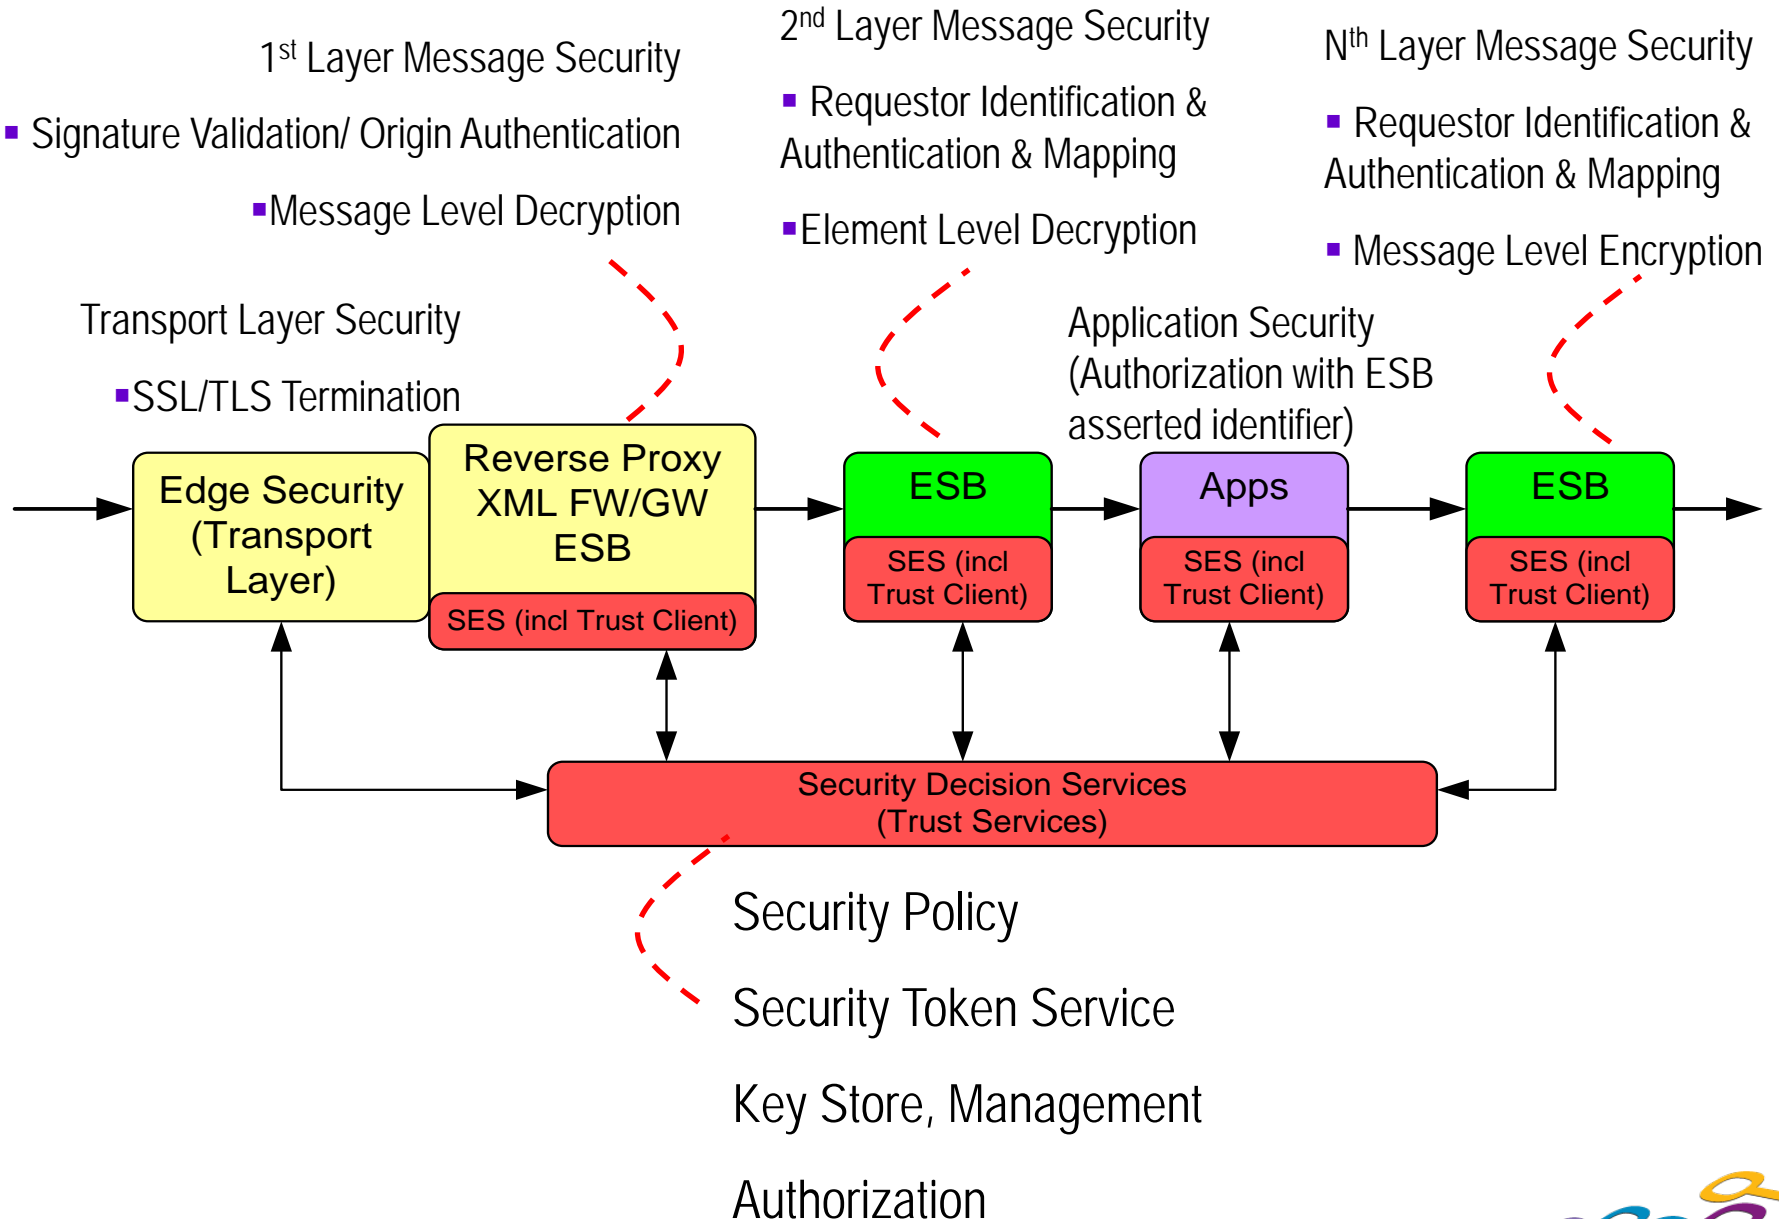 1st Layer Message Security
▪ Signature Validation/ Origin Authentication
▪Message Level Decryption
2nd Layer Message Security
▪ Requestor Identification &
Authentication & Mapping
▪Element Level Decryption
Nth Layer Message Security
▪ Requestor Identification &
Authentication & Mapping
▪ Message Level Encryption
Transport Layer Security
▪SSL/TLS Termination
Application Security
(Authorization with ESB
asserted identifier)
Edge Security
(Transport
Layer)
Reverse Proxy
XML FW/GW
ESB
SES (incl Trust Client)
ESB
SES (incl
Trust Client)
Apps
SES (incl
Trust Client)
ESB
SES (incl
Trust Client)
Security Decision Services
(Trust Services)
Security Policy
Security Token Service
Key Store, Management
Authorization